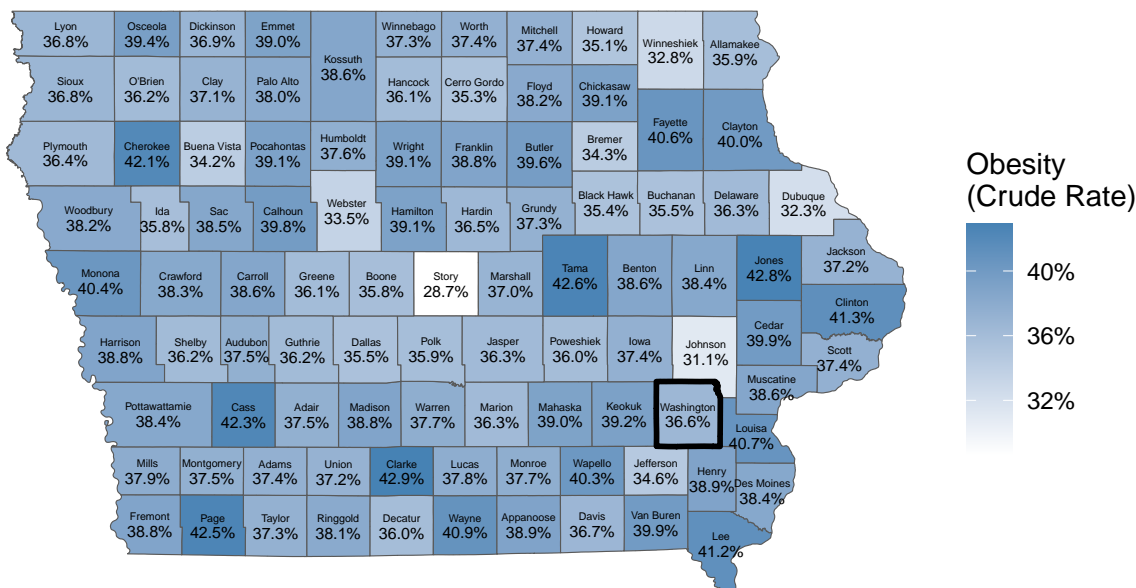 Lyon
36.8%
Osceola
39.4%
Dickinson
36.9%
Emmet
39.0%
Winnebago
37.3%
Worth
37.4%
Mitchell
37.4%
Howard
35.1%
Winneshiek
32.8%
Allamakee
35.9%
Kossuth
38.6%
Sioux
36.8%
O'Brien
36.2%
Clay
37.1%
Palo Alto
38.0%
Hancock
36.1%
Cerro Gordo
35.3%
Floyd
38.2%
Chickasaw
39.1%
Fayette
40.6%
Clayton
40.0%
Plymouth
36.4%
Cherokee
42.1%
Buena Vista
34.2%
Pocahontas
39.1%
Humboldt
37.6%
Wright
39.1%
Franklin
38.8%
Butler
39.6%
Bremer
34.3%
Woodbury
38.2%
Ida
35.8%
Sac
38.5%
Calhoun
39.8%
Webster
33.5%
Hamilton
39.1%
Hardin
36.5%
Grundy
37.3%
Black Hawk
35.4%
Buchanan
35.5%
Delaware
36.3%
Dubuque
32.3%
Monona
40.4%
Crawford
38.3%
Carroll
38.6%
Greene
36.1%
Boone
35.8%
Story
28.7%
Marshall
37.0%
Tama
42.6%
Benton
38.6%
Linn
38.4%
Jones
42.8%
Jackson
37.2%
Clinton
41.3%
Harrison
38.8%
Shelby
36.2%
Audubon
37.5%
Guthrie
36.2%
Dallas
35.5%
Polk
35.9%
Jasper
36.3%
Poweshiek
36.0%
Iowa
37.4%
Johnson
31.1%
Cedar
39.9%
Scott
37.4%
Muscatine
38.6%
Pottawattamie
38.4%
Cass
42.3%
Adair
37.5%
Madison
38.8%
Warren
37.7%
Marion
36.3%
Mahaska
39.0%
Keokuk
39.2%
Washington
36.6%
Louisa
40.7%
Mills
37.9%
Montgomery
37.5%
Adams
37.4%
Union
37.2%
Clarke
42.9%
Lucas
37.8%
Monroe
37.7%
Wapello
40.3%
Jefferson
34.6%
Henry
38.9%
Des Moines
38.4%
Fremont
38.8%
Page
42.5%
Taylor
37.3%
Ringgold
38.1%
Decatur
36.0%
Wayne
40.9%
Appanoose
38.9%
Davis
36.7%
Van Buren
39.9%
Lee
41.2%
Obesity
(Crude Rate)
40%
36%
32%